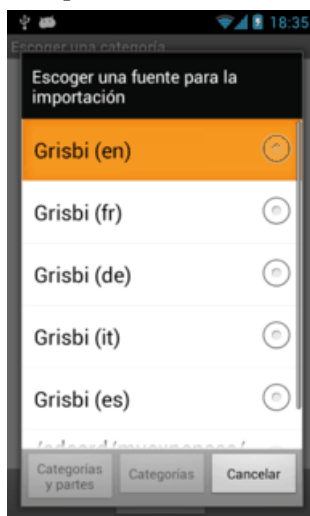 18:35
Escoger una categoría
Escoger una fuente para la
importación
Grisbi (en)
Grisbi (fr)
Grisbi (de)
Grisbi (it)
Grisbi (es)
Categorías
y partes
Categorías
Cancelar